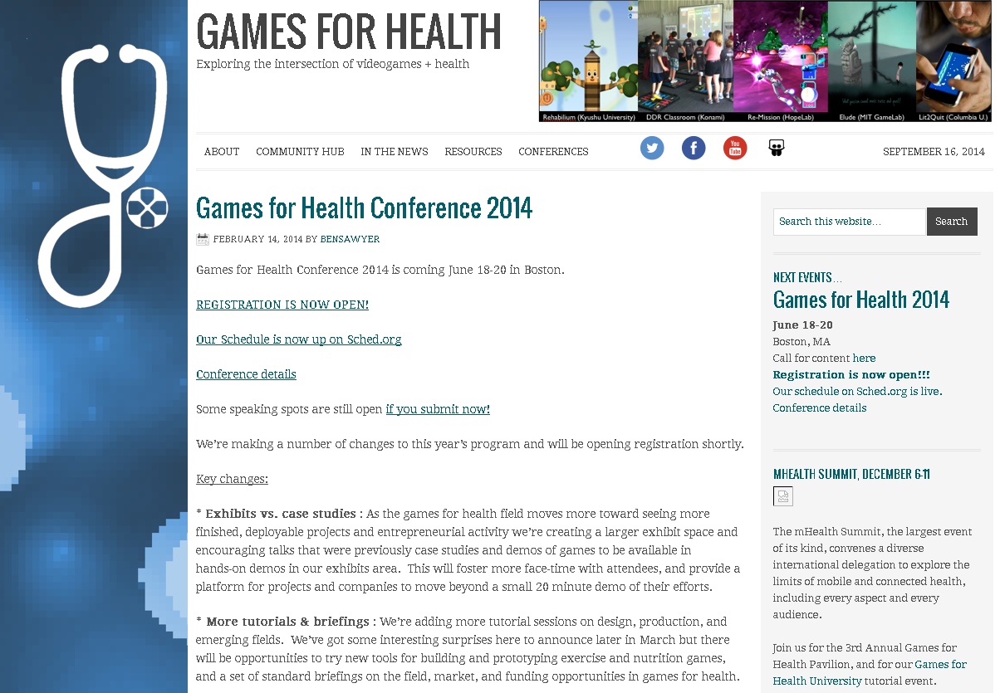 GAMES FOR HEALTH
Exploring the intersection of videogames + health
Rehabilium (Kyushu University)
DDR Classroom (Konami)
Re-Mission (HopeLab)
Elude (MIT GameLab)
Lit2Quit (Columbia U.)
ABOUT
COMMUNITY HUB
IN THE NEWS
RESOURCES
CONFERENCES
You
Tube
SEPTEMBER 16, 2014
Games for Health Conference 2014
FEBRUARY 14, 2014 BY BENSAWYER
Games for Health Conference 2014 is coming June 18-20 in Boston.
REGISTRATION IS NOW OPEN!
Our Schedule is now up on Sched.org
Conference details
Some speaking spots are still open if you submit now!
We're making a number of changes to this year's program and will be opening registration shortly.
Key changes:
* Exhibits vs. case studies : As the games for health field moves more toward seeing more
finished, deployable projects and entrepreneurial activity we're creating a larger exhibit space and
encouraging talks that were previously case studies and demos of games to be available in
hands-on demos in our exhibits area.  This will foster more face-time with attendees, and provide a
platform for projects and companies to move beyond a small 20 minute demo of their efforts.
* More tutorials & briefings : We're adding more tutorial sessions on design, production, and
emerging fields.  We've got some interesting surprises here to announce later in March but there
will be opportunities to try new tools for building and prototyping exercise and nutrition games,
and a set of standard briefings on the field, market, and funding opportunities in games for health.
Search this website…
Search
NEXT EVENTS…
Games for Health 2014
June 18-20
Boston, MA
Call for content here
Registration is now open!!!
Our schedule on Sched.org is live.
Conference details
MHEALTH SUMMIT, DECEMBER 6-11
The mHealth Summit, the largest event
of its kind, convenes a diverse
international delegation to explore the
limits of mobile and connected health,
including every aspect and every
audience.
Join us for the 3rd Annual Games for
Health Pavilion, and for our Games for
Health University tutorial event.